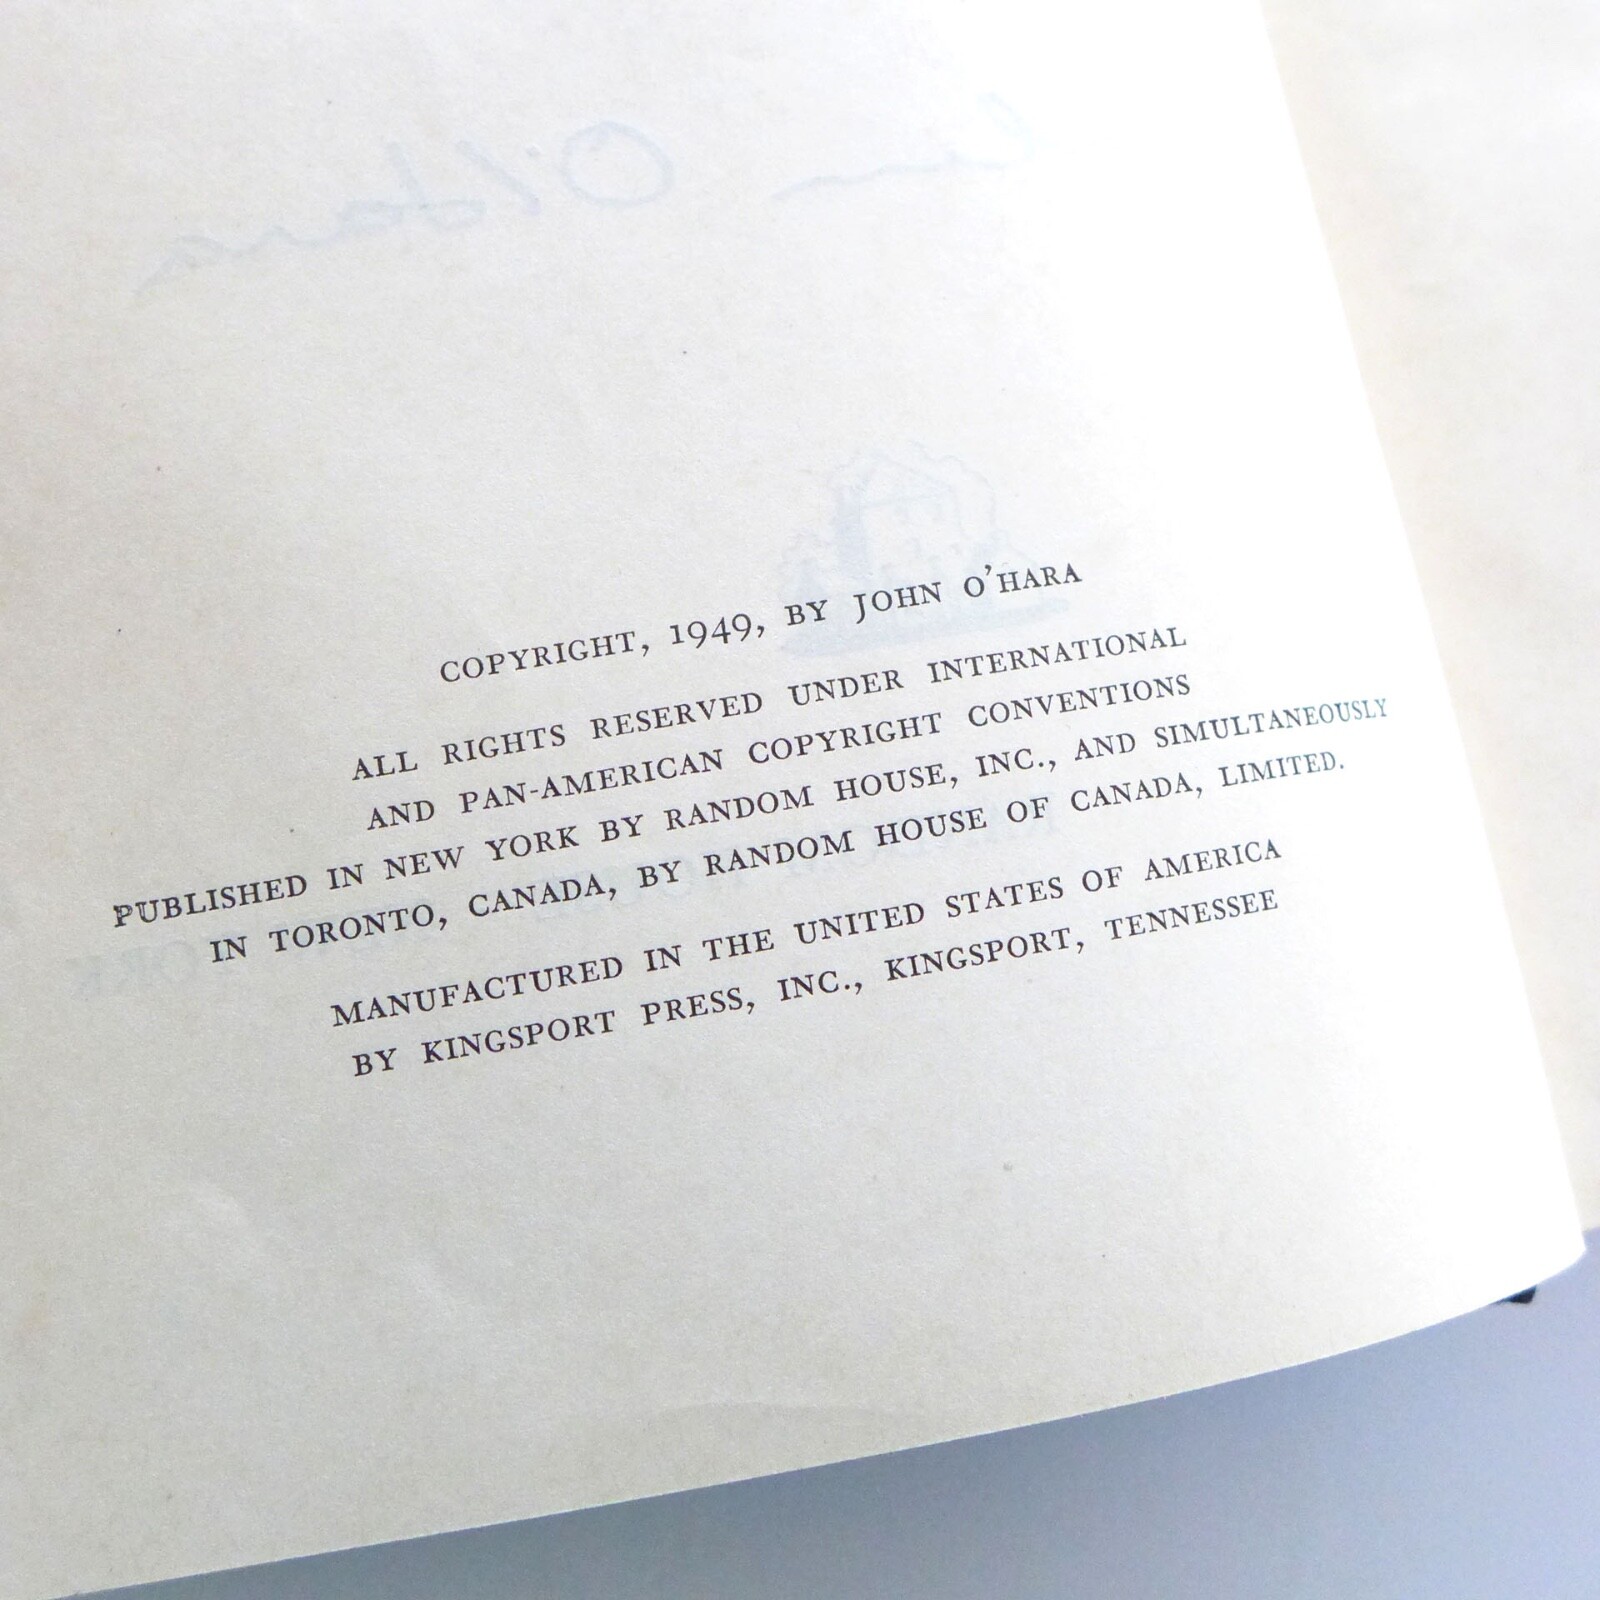 COPYRIGHT, 1949, BY JOHN O'HARA
ALL RIGHTS RESERVED UNDER INTERNATIONAL
AND PAN-AMERICAN COPYRIGHT CONVENTIONS
PUBLISHED IN NEW YORK BY RANDOM HOUSE, INC., AND SIMULTANEOUSLY
IN TORONTO, CANADA, BY RANDOM HOUSE OF CANADA, LIMITED.
MANUFACTURED IN THE UNITED STATES OF AMERICA
BY KINGSPORT PRESS, INC., KINGSPORT, TENNESSEE